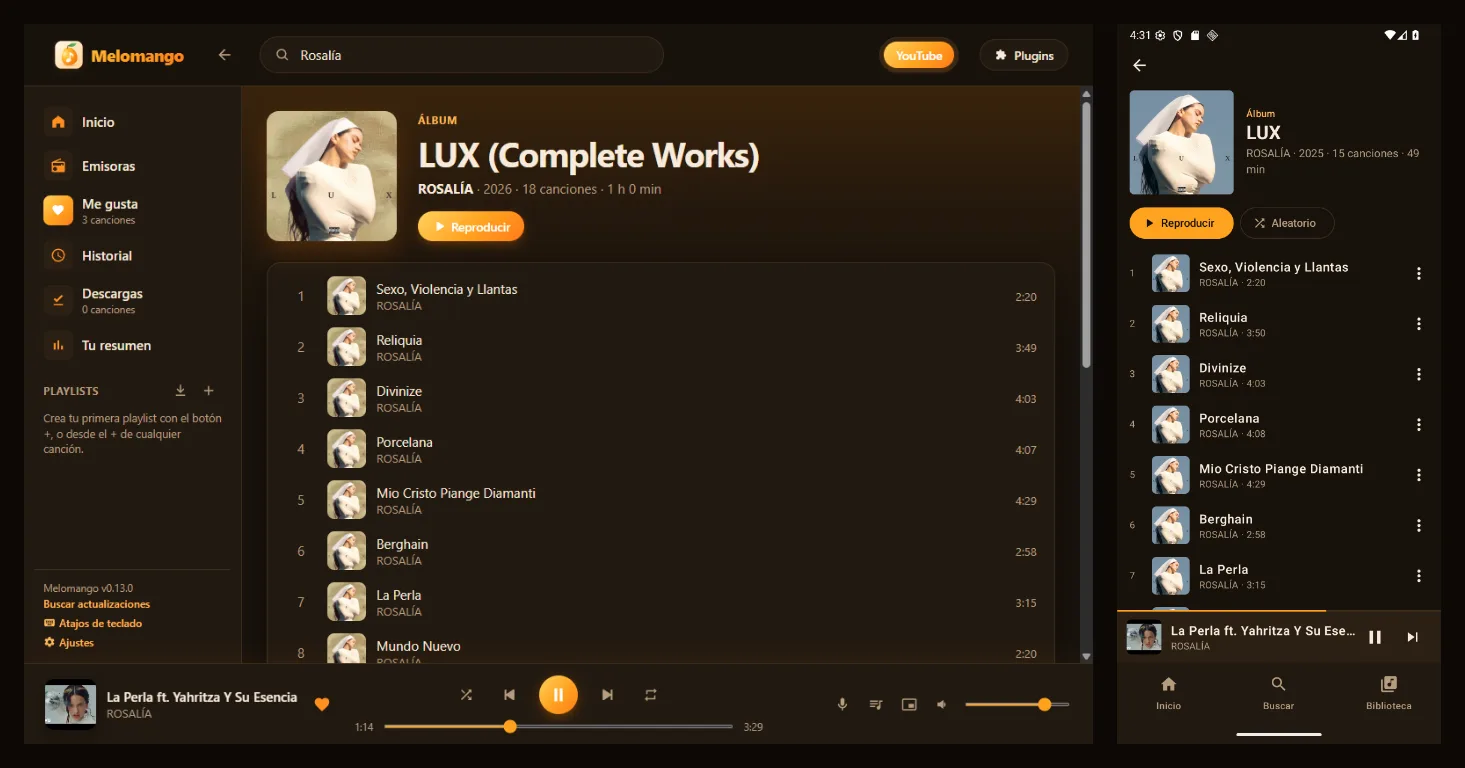 Melomango
Rosalía
YouTube
Plugins
Inicio
Emisoras
Me gusta
3 canciones
Historial
Descargas
0 canciones
Tu resumen
PLAYLISTS
Crea tu primera playlist con el botón
+, o desde el + de cualquier
canción.
Melomango v0.13.0
Buscar actualizaciones
Atajos de teclado
Ajustes
L U X
ÁLBUM
LUX (Complete Works)
ROSALÍA · 2026 · 18 canciones · 1 h 0 min
Reproducir
1 Sexo, Violencia y Llantas 2:20
ROSALÍA
2 Reliquia 3:49
ROSALÍA
3 Divinize 4:03
ROSALÍA
4 Porcelana 4:07
ROSALÍA
5 Mio Cristo Piange Diamanti 4:29
ROSALÍA
6 Berghain 2:58
ROSALÍA
7 La Perla 3:15
ROSALÍA
8 Mundo Nuevo 2:20
ROSALÍA
La Perla ft. Yahritza Y Su Esencia
ROSALÍA
1:14 3:29
4:31
L U X
Álbum
LUX
ROSALÍA · 2025 · 15 canciones · 49
min
Reproducir
Aleatorio
1 Sexo, Violencia y Llantas
ROSALÍA · 2:20
2 Reliquia
ROSALÍA · 3:50
3 Divinize
ROSALÍA · 4:03
4 Porcelana
ROSALÍA · 4:08
5 Mio Cristo Piange Diamanti
ROSALÍA · 4:29
6 Berghain
ROSALÍA · 2:58
7 La Perla
ROSALÍA · 3:15
La Perla ft. Yahritza Y Su Ese...
ROSALÍA
Inicio
Buscar
Biblioteca